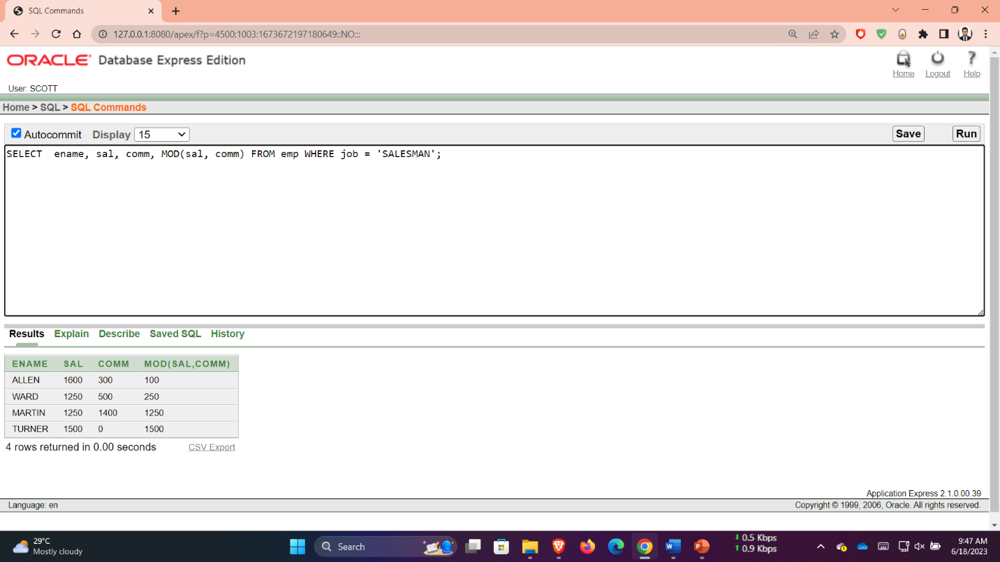 SQL Commands
127.0.0.1:8080/apex/f?p=4500:1003:1673672197180649::NO:::
ORACLE® Database Express Edition
Home Logout Help
User: SCOTT
Home > SQL > SQL Commands
Autocommit Display 15 Save Run
SELECT  ename, sal, comm, MOD(sal, comm) FROM emp WHERE job = 'SALESMAN';
Results Explain Describe Saved SQL History
ENAME SAL COMM MOD(SAL,COMM)
ALLEN 1600 300 100
WARD 1250 500 250
MARTIN 1250 1400 1250
TURNER 1500 0 1500
4 rows returned in 0.00 seconds CSV Export
Application Express 2.1.0.00.39
Language: en Copyright © 1999, 2006, Oracle. All rights reserved.
29°C
Mostly cloudy
Search
0.5 Kbps
0.9 Kbps
9:47 AM
6/18/2023